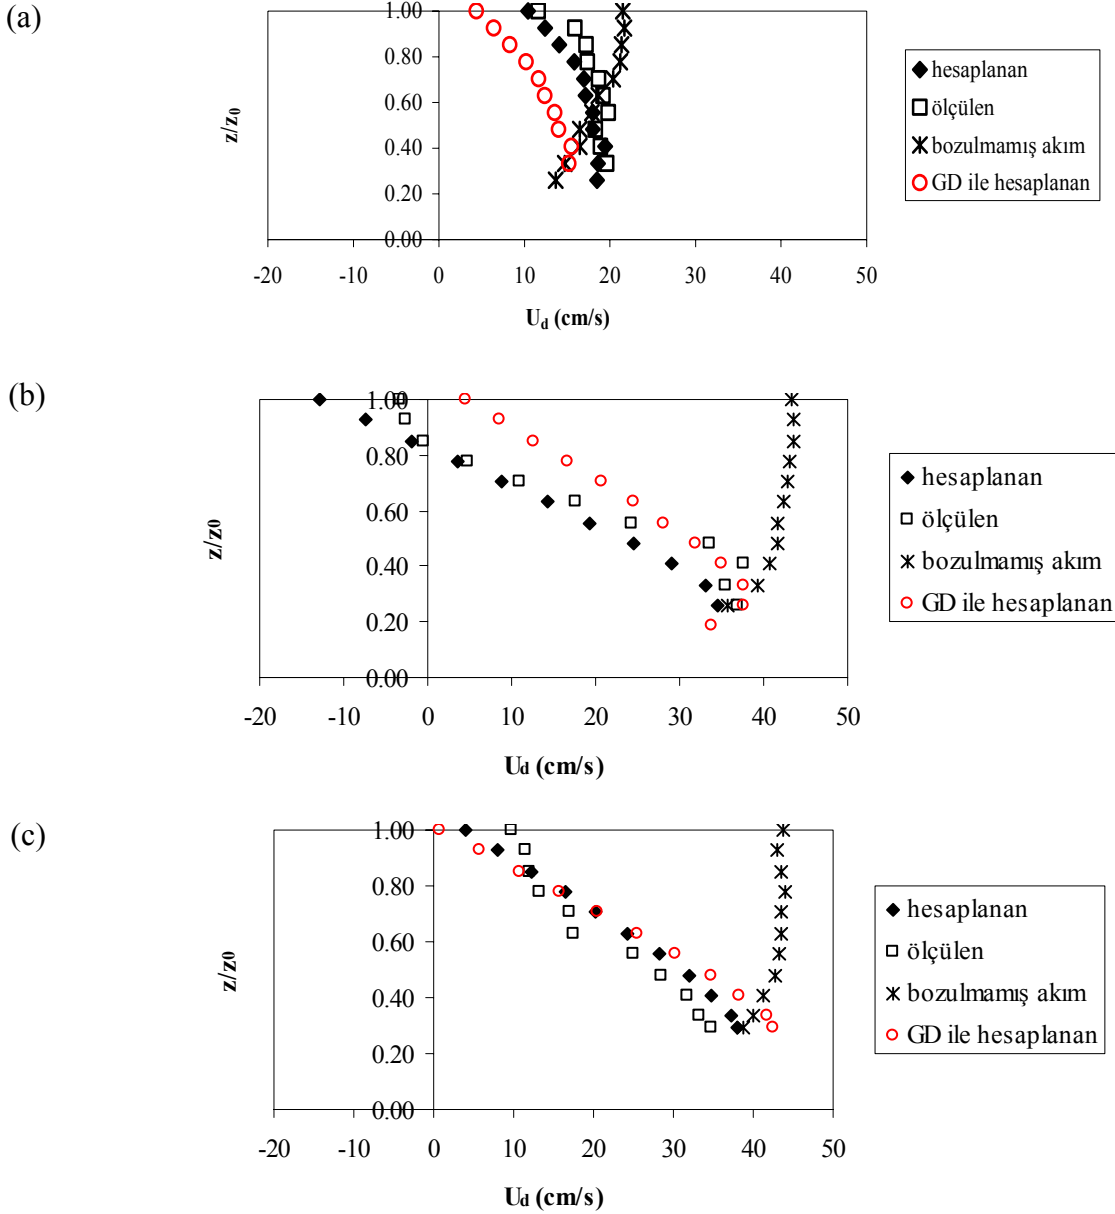 (a)
z/z0
1.00
0.80
0.60
0.40
0.20
0.00
-20 -10 0 10 20 30 40 50
Ud (cm/s)
hesaplanan
ölçülen
bozulmamış akım
GD ile hesaplanan
(b)
z/z0
1.00
0.80
0.60
0.40
0.20
0.00
-20 -10 0 10 20 30 40 50
Ud (cm/s)
hesaplanan
ölçülen
bozulmamış akım
GD ile hesaplanan
(c)
z/z0
1.00
0.80
0.60
0.40
0.20
0.00
-20 -10 0 10 20 30 40 50
Ud (cm/s)
hesaplanan
ölçülen
bozulmamış akım
GD ile hesaplanan